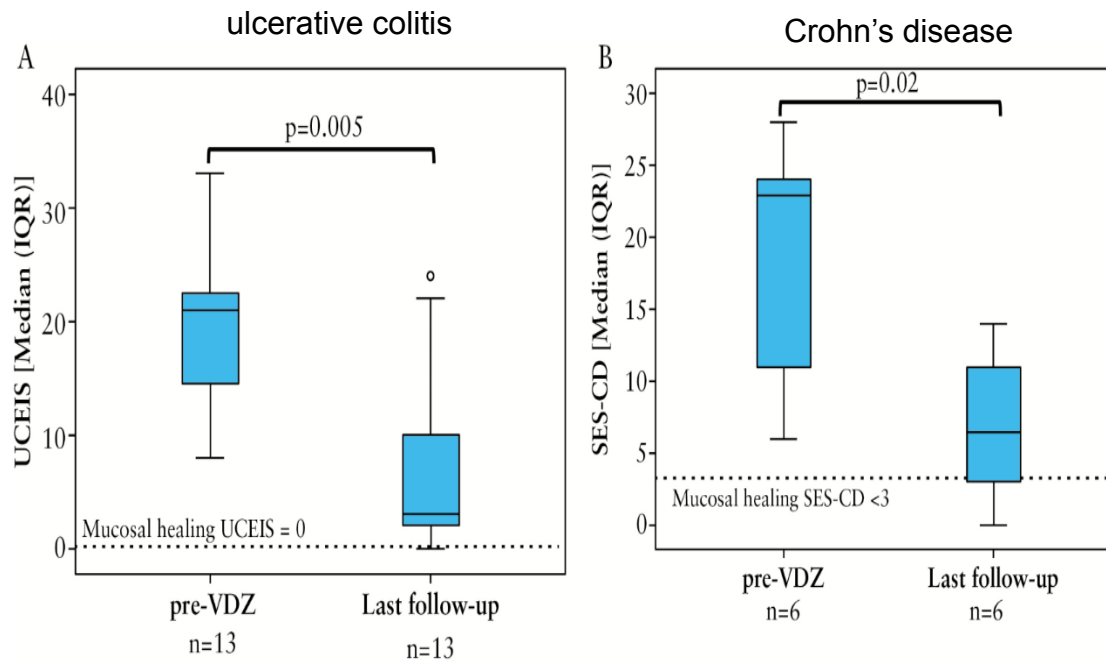 ulcerative colitis
A
UCEIS [Median (IQR)]
40
30
20
10
0
p=0.005
Mucosal healing UCEIS = 0
pre-VDZ
n=13
Last follow-up
n=13
Crohn’s disease
B
SES-CD [Median (IQR)]
30
25
20
15
10
5
0
p=0.02
Mucosal healing SES-CD <3
pre-VDZ
n=6
Last follow-up
n=6